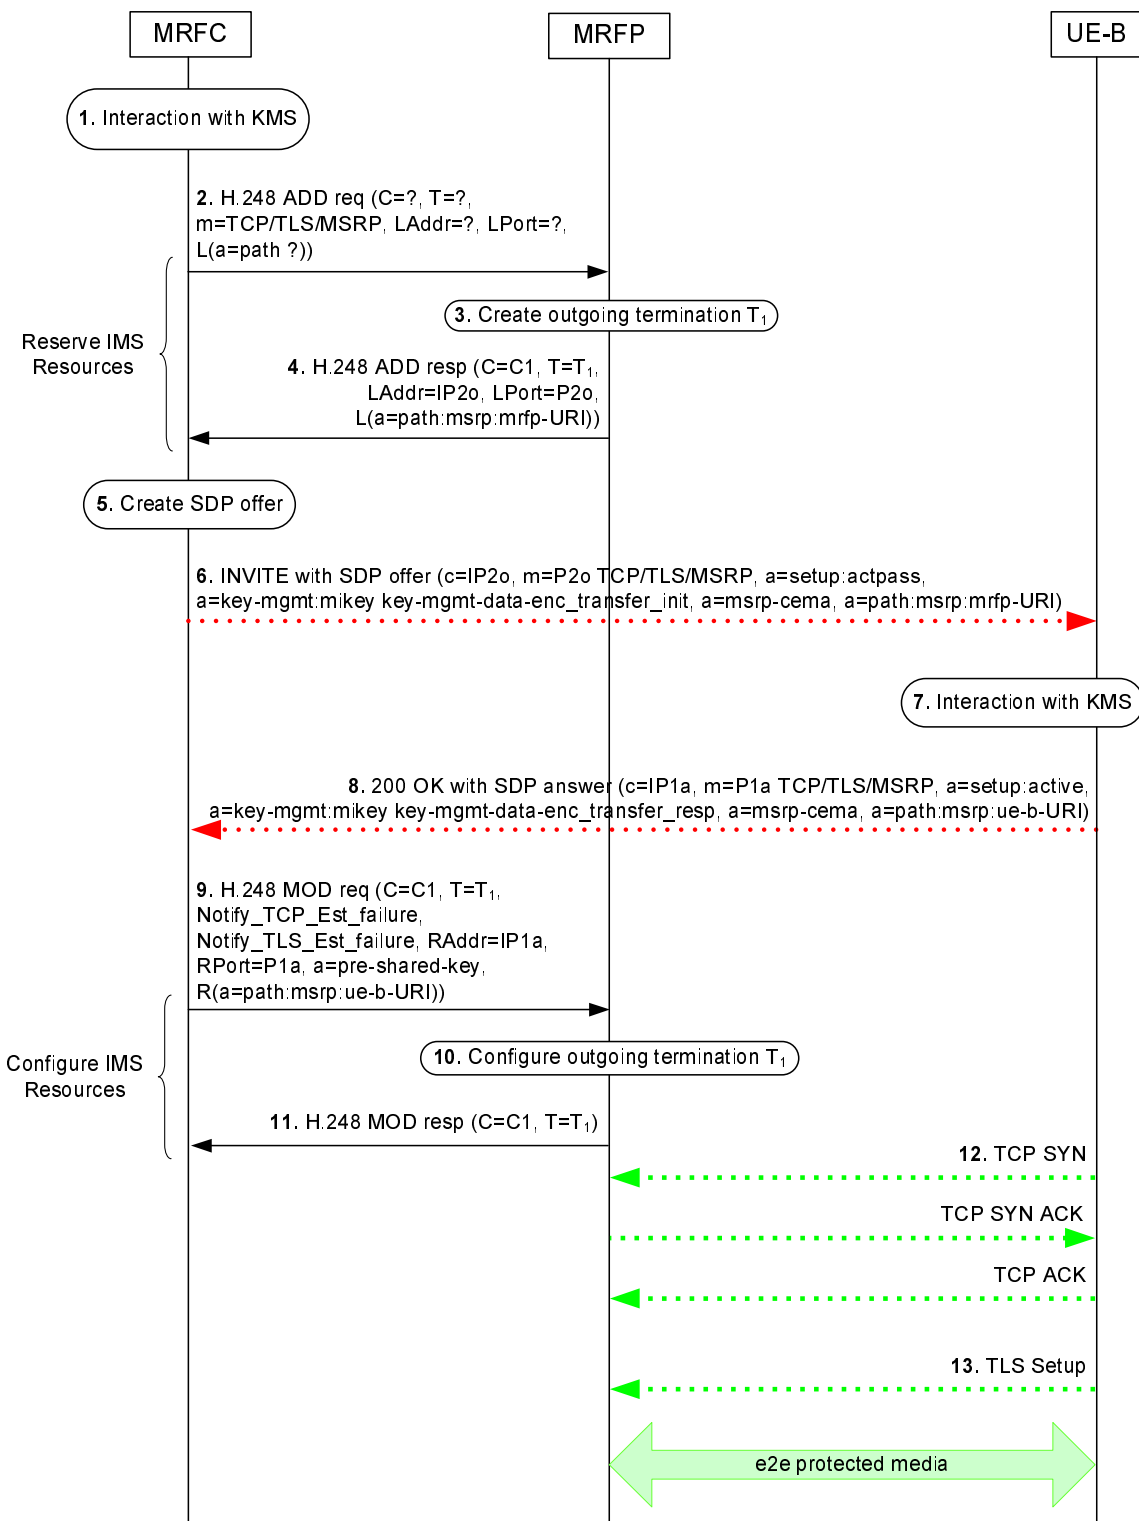 MRFC
MRFP
UE-B
1. Interaction with KMS
2. H.248 ADD req (C=?, T=?,
m=TCP/TLS/MSRP, LAddr=?, LPort=?,
L(a=path ?))
3. Create outgoing termination T1
Reserve IMS
Resources
4. H.248 ADD resp (C=C1, T=T1,
LAddr=IP2o, LPort=P2o,
L(a=path:msrp:mrfp-URI))
5. Create SDP offer
6. INVITE with SDP offer (c=IP2o, m=P2o TCP/TLS/MSRP, a=setup:actpass,
a=key-mgmt:mikey key-mgmt-data-enc_transfer_init, a=msrp-cema, a=path:msrp:mrfp-URI)
7. Interaction with KMS
8. 200 OK with SDP answer (c=IP1a, m=P1a TCP/TLS/MSRP, a=setup:active,
a=key-mgmt:mikey key-mgmt-data-enc_transfer_resp, a=msrp-cema, a=path:msrp:ue-b-URI)
9. H.248 MOD req (C=C1, T=T1,
Notify_TCP_Est_failure,
Notify_TLS_Est_failure, RAddr=IP1a,
RPort=P1a, a=pre-shared-key,
R(a=path:msrp:ue-b-URI))
10. Configure outgoing termination T1
Configure IMS
Resources
11. H.248 MOD resp (C=C1, T=T1)
12. TCP SYN
TCP SYN ACK
TCP ACK
13. TLS Setup
e2e protected media